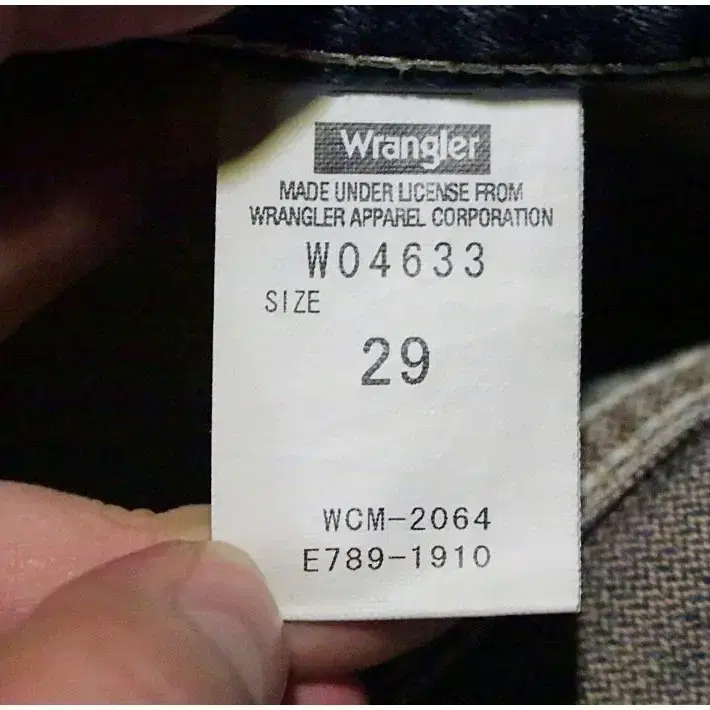 Wrangler
MADE UNDER LICENSE FROM
WRANGLER APPAREL CORPORATION
W04633
SIZE
29
WCM-2064
E789-1910